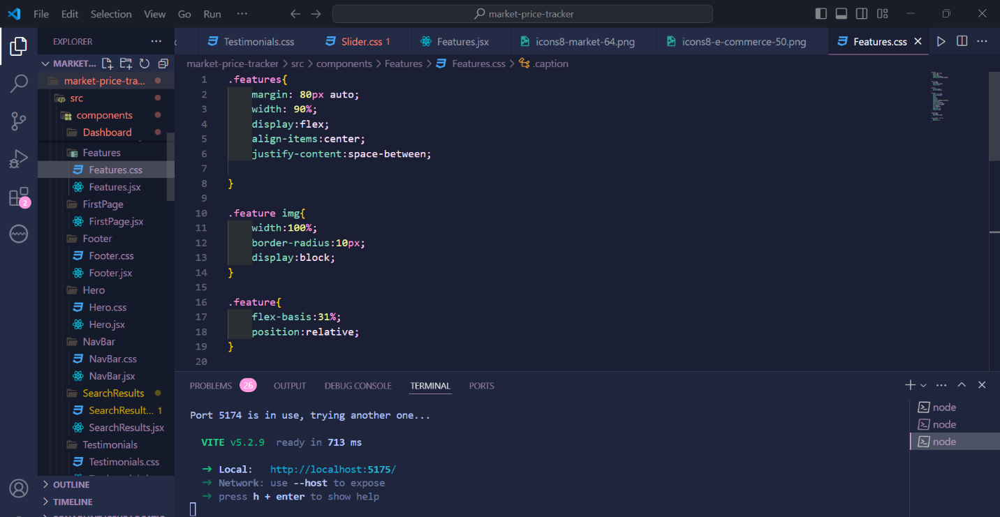 File Edit Selection View Go Run ··· market-price-tracker
EXPLORER ···
Testimonials.css Slider.css 1 Features.jsx icons8-market-64.png icons8-e-commerce-50.png Features.css
MARKET...
market-price-tracker > src > components > Features > Features.css > .caption
market-price-tra...
src
components
Dashboard
Features
Features.css
Features.jsx
FirstPage
FirstPage.jsx
Footer
Footer.css
Footer.jsx
Hero
Hero.css
Hero.jsx
NavBar
NavBar.css
NavBar.jsx
SearchResults
SearchResult... 1
SearchResults.jsx
Testimonials
Testimonials.css
OUTLINE
TIMELINE
2
1 .features{
2 margin: 80px auto;
3 width: 90%;
4 display:flex;
5 align-items:center;
6 justify-content:space-between;
7
8 }
9
10 .feature img{
11 width:100%;
12 border-radius:10px;
13 display:block;
14 }
15
16 .feature{
17 flex-basis:31%;
18 position:relative;
19 }
20
PROBLEMS 26 OUTPUT DEBUG CONSOLE TERMINAL PORTS
Port 5174 is in use, trying another one...
VITE v5.2.9 ready in 713 ms
➜ Local: http://localhost:5175/
➜ Network: use --host to expose
➜ press h + enter to show help
node
node
node